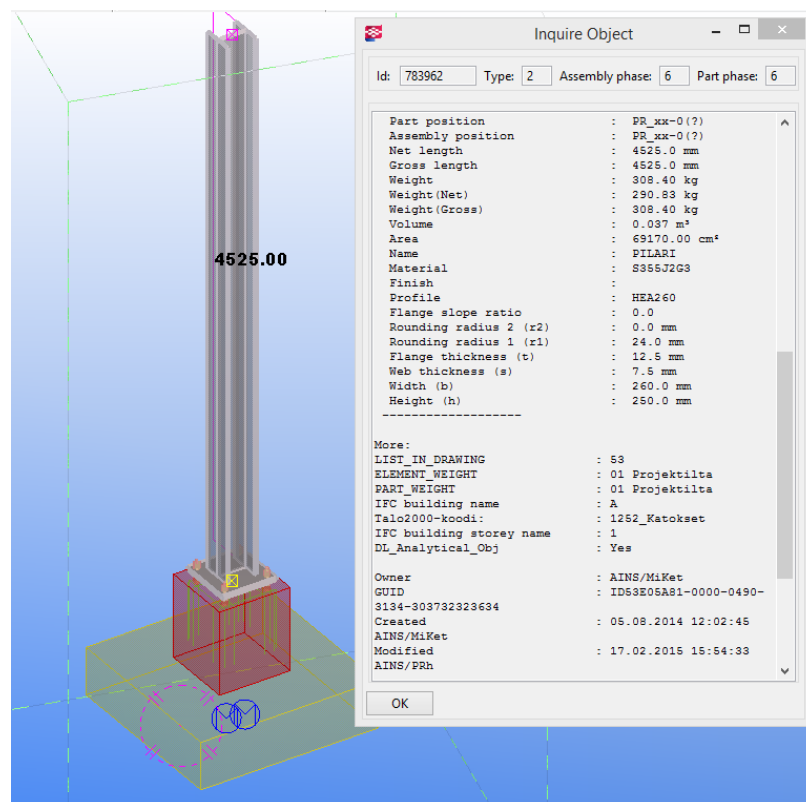 4525.00
Inquire Object
Id: 783962 Type: 2 Assembly phase: 6 Part phase: 6
Part position : PR_xx-0(?)
Assembly position : PR_xx-0(?)
Net length : 4525.0 mm
Gross length : 4525.0 mm
Weight : 308.40 kg
Weight(Net) : 290.83 kg
Weight(Gross) : 308.40 kg
Volume : 0.037 m³
Area : 69170.00 cm²
Name : PILARI
Material : S355J2G3
Finish :
Profile : HEA260
Flange slope ratio : 0.0
Rounding radius 2 (r2) : 0.0 mm
Rounding radius 1 (r1) : 24.0 mm
Flange thickness (t) : 12.5 mm
Web thickness (s) : 7.5 mm
Width (b) : 260.0 mm
Height (h) : 250.0 mm
-------------------
More:
LIST_IN_DRAWING : 53
ELEMENT_WEIGHT : 01 Projektilta
PART_WEIGHT : 01 Projektilta
IFC building name : A
Talo2000-koodi: : 1252_Katokset
IFC building storey name : 1
DL_Analytical_Obj : Yes
Owner : AINS/MiKet
GUID : ID53E05A81-0000-0490-
3134-303732323634
Created : 05.08.2014 12:02:45
AINS/MiKet
Modified : 17.02.2015 15:54:33
AINS/PRh
OK
M M